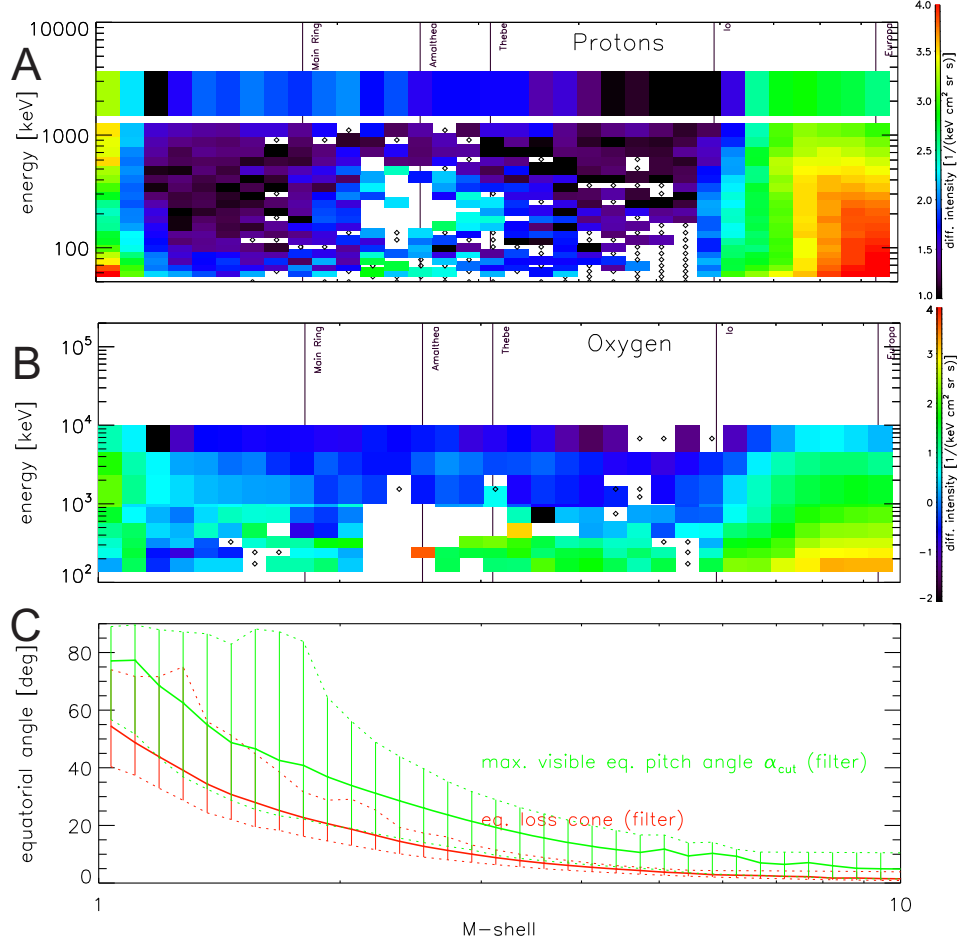 A
10000
1000
100
energy [keV]
Protons
Main Ring
Amalthea
Thebe
Io
Europa
4.0
3.5
3.0
2.5
2.0
1.5
1.0
diff. intensity [1/(keV cm² sr s)]
B
10⁵
10⁴
10³
10²
energy [keV]
Oxygen
Main Ring
Amalthea
Thebe
Io
Europa
4
3
2
1
0
-1
-2
diff. intensity [1/(keV cm² sr s)]
C
80
60
40
20
0
equatorial angle [deg]
max. visible eq. pitch angle αcut (filter)
eq. loss cone (filter)
1
10
M-shell